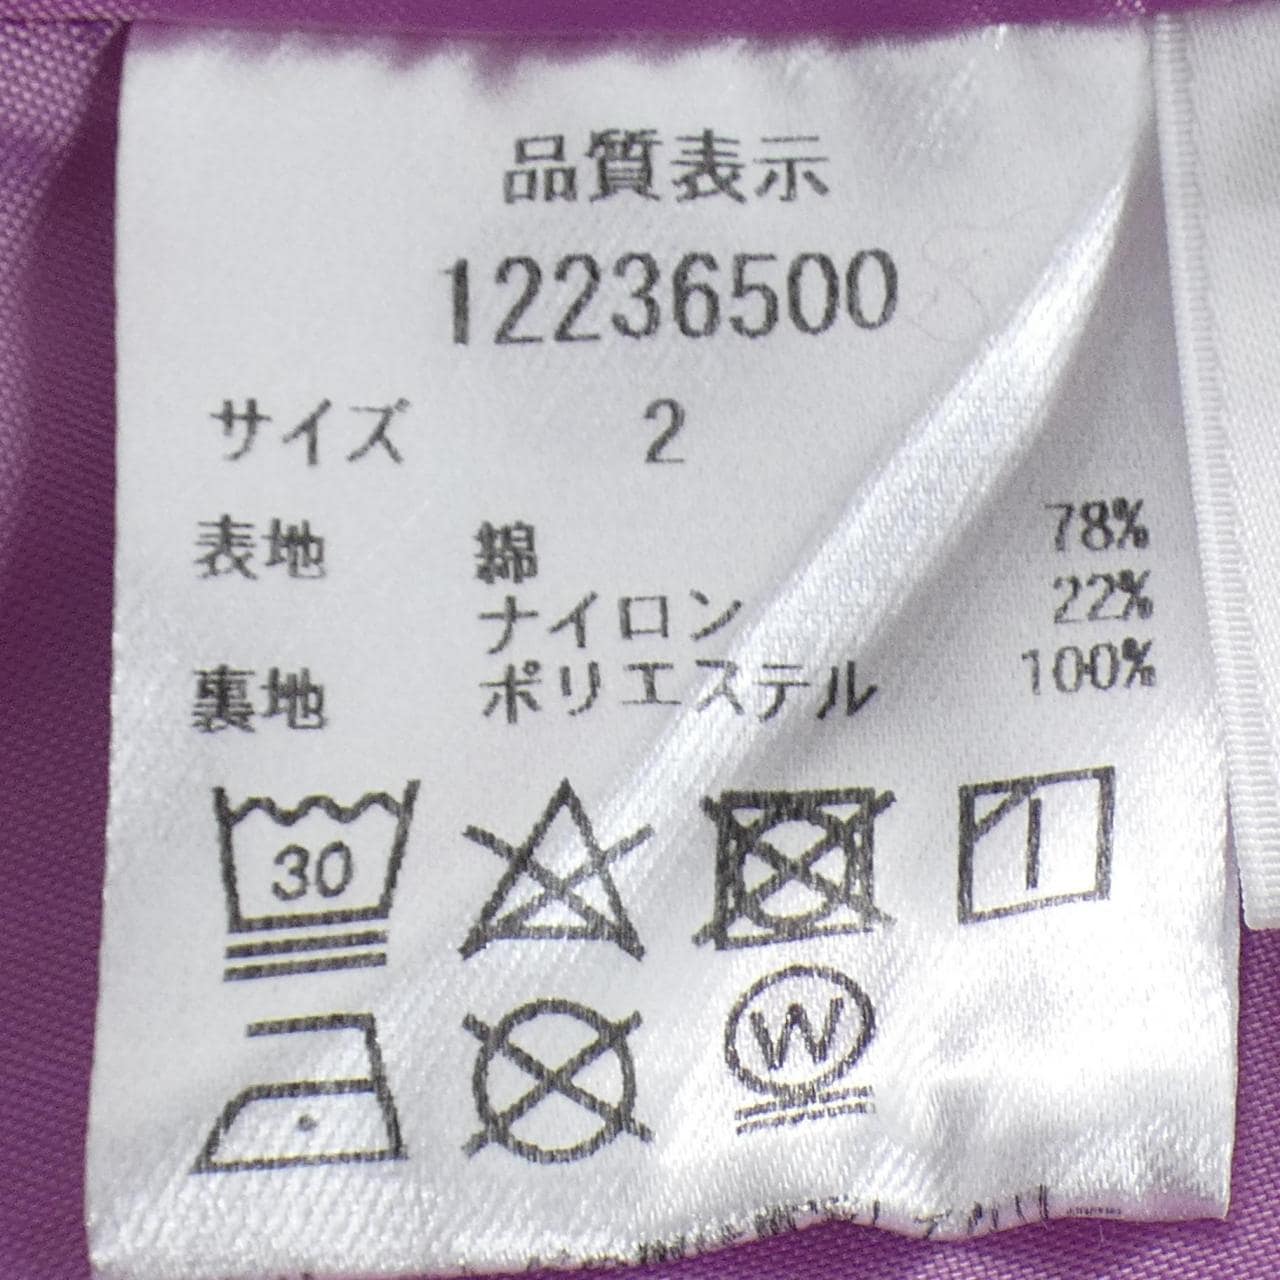 品質表示
12236500
サイズ 2
表地 綿 78%
ナイロン 22%
裏地 ポリエステル 100%
30
W